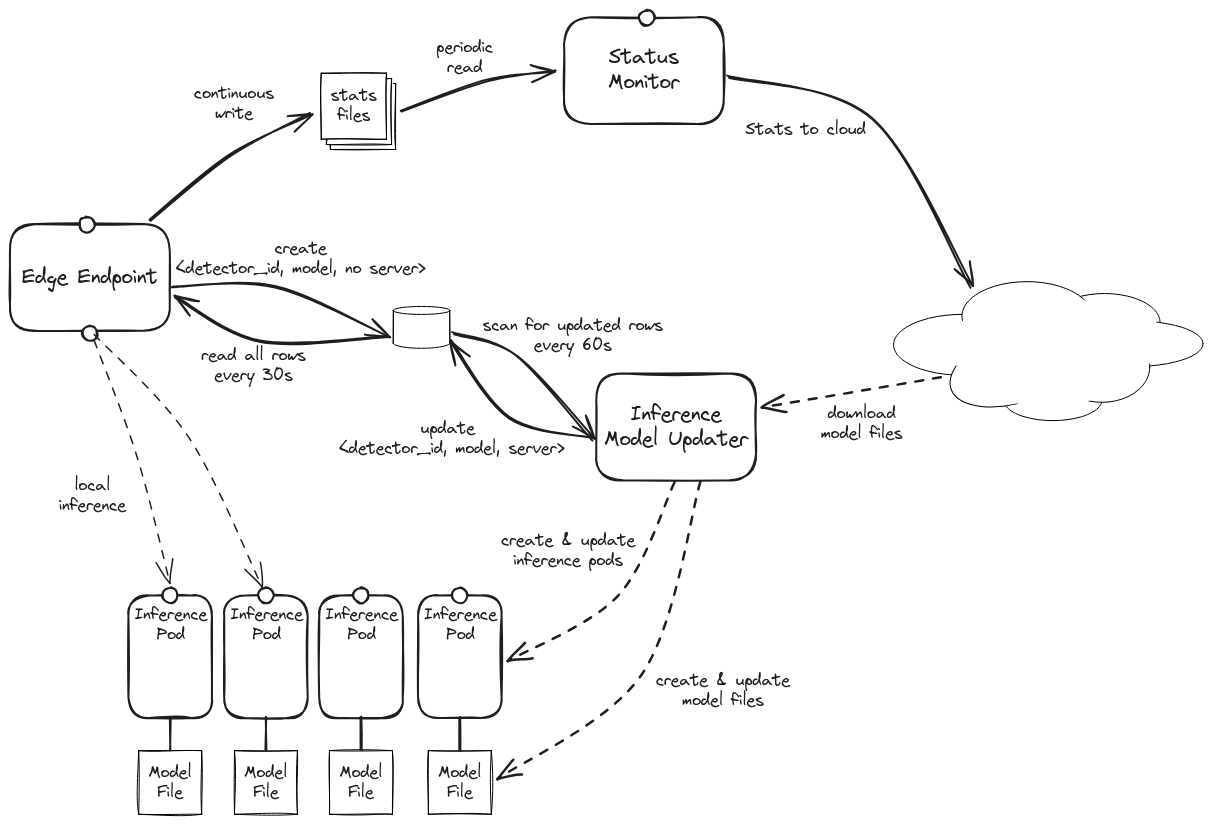 periodic
read
Status
Monitor
continuous
write
stats
files
Stats to cloud
Edge Endpoint
create
<detector_id, model, no server>
read all rows
every 30s
scan for updated rows
every 60s
update
<detector_id, model, server>
Inference
Model Updater
download
model files
local
inference
create & update
inference pods
Inference
Pod
Inference
Pod
Inference
Pod
Inference
Pod
create & update
model files
Model
File
Model
File
Model
File
Model
File